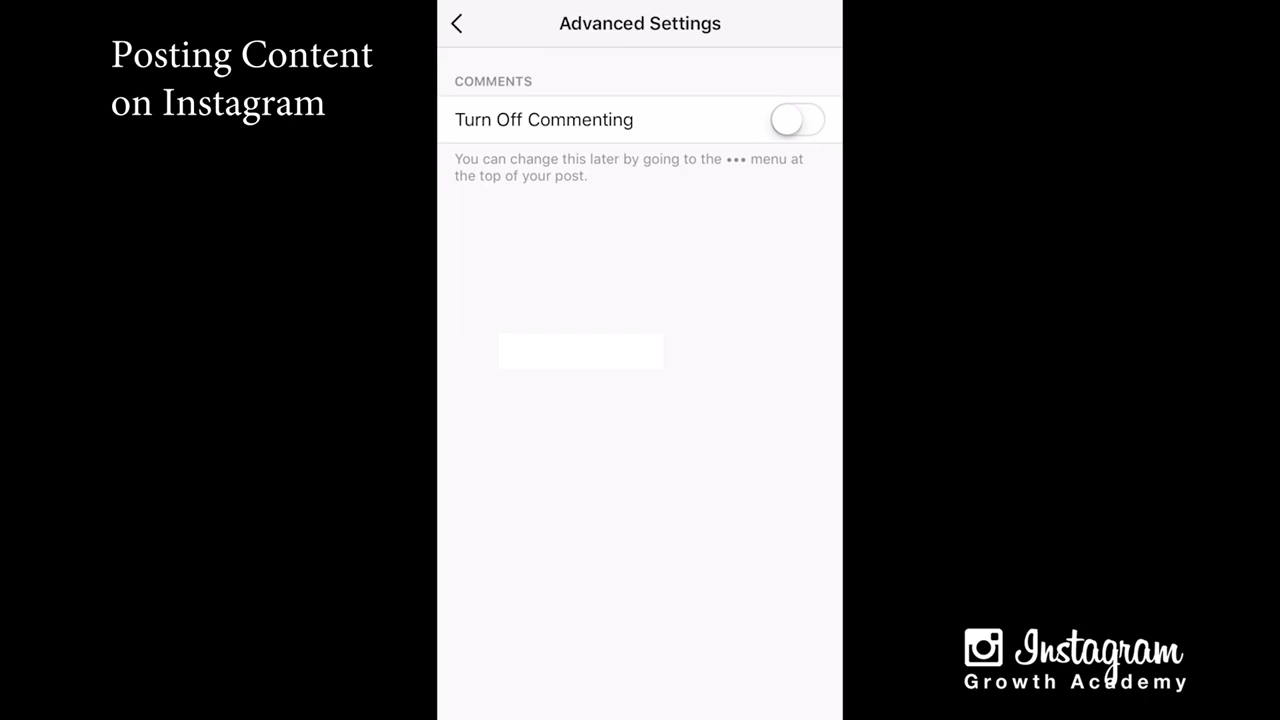 Posting Content
on Instagram
Advanced Settings
COMMENTS
Turn Off Commenting
You can change this later by going to the ••• menu at
the top of your post.
Instagram
Growth Academy